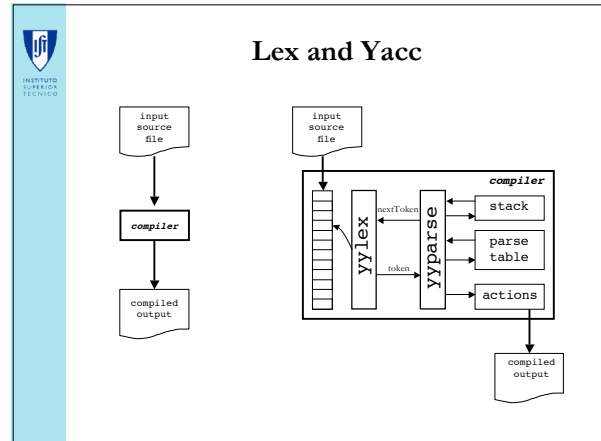 INSTITUTO
SUPERIOR
TÉCNICO
Lex and Yacc
input
source
file
compiler
compiled
output
input
source
file
compiler
yylex
nextToken
token
yyparse
stack
parse
table
actions
compiled
output